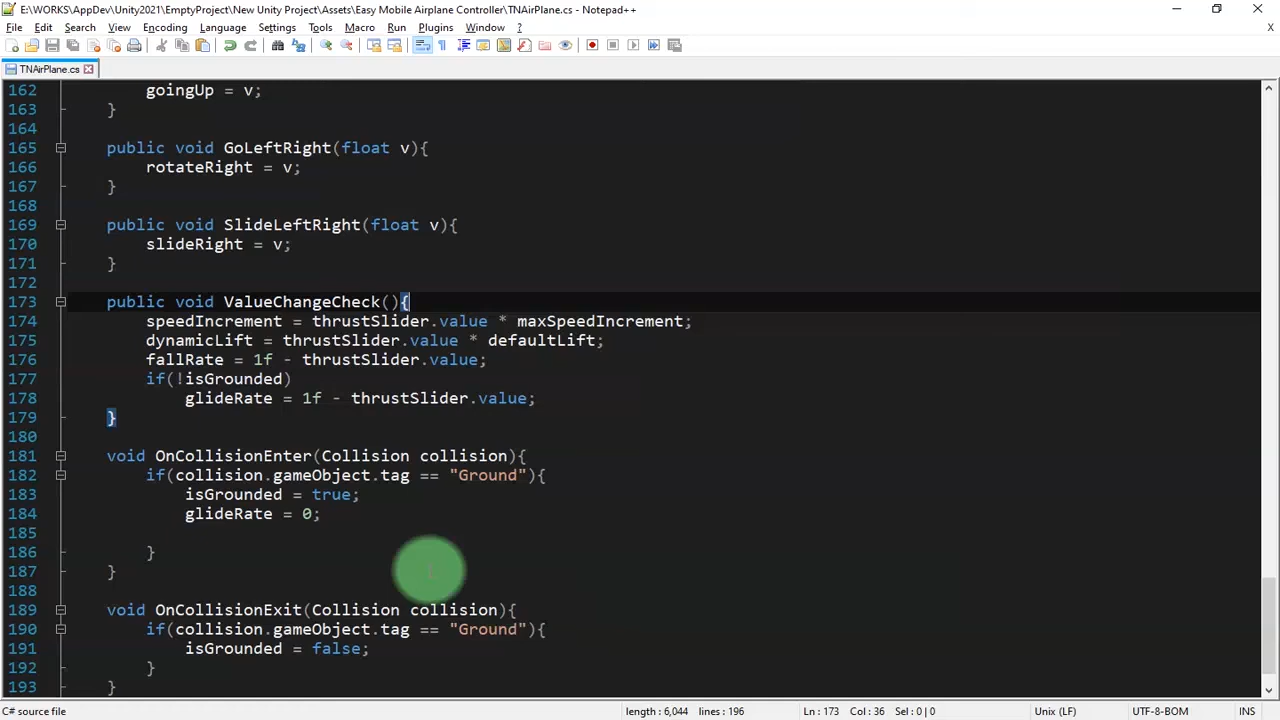 E:\WORKS\AppDev\Unity2021\EmptyProject\New Unity Project\Assets\Easy Mobile Airplane Controller\TNAirPlane.cs - Notepad++
File Edit Search View Encoding Language Settings Tools Macro Run Plugins Window ? X
TNAirPlane.cs
162 goingUp = v;
163 }
164
165 public void GoLeftRight(float v){
166 rotateRight = v;
167 }
168
169 public void SlideLeftRight(float v){
170 slideRight = v;
171 }
172
173 public void ValueChangeCheck(){
174 speedIncrement = thrustSlider.value * maxSpeedIncrement;
175 dynamicLift = thrustSlider.value * defaultLift;
176 fallRate = 1f - thrustSlider.value;
177 if(!isGrounded)
178 glideRate = 1f - thrustSlider.value;
179 }
180
181 void OnCollisionEnter(Collision collision){
182 if(collision.gameObject.tag == "Ground"){
183 isGrounded = true;
184 glideRate = 0;
185
186 }
187 }
188
189 void OnCollisionExit(Collision collision){
190 if(collision.gameObject.tag == "Ground"){
191 isGrounded = false;
192 }
193 }
C# source file length : 6,044 lines : 196 Ln : 173 Col : 36 Sel : 0 | 0 Unix (LF) UTF-8-BOM INS